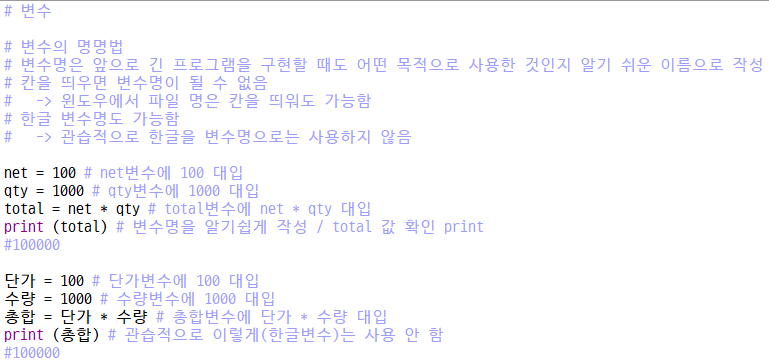 # 변수
# 변수의 명명법
# 변수명은 앞으로 긴 프로그램을 구현할 때도 어떤 목적으로 사용한 것인지 알기 쉬운 이름으로 작성
# 칸을 띄우면 변수명이 될 수 없음
#   -> 윈도우에서 파일 명은 칸을 띄워도 가능함
# 한글 변수명도 가능함
#   -> 관습적으로 한글을 변수명으로는 사용하지 않음
net = 100 # net변수에 100 대입
qty = 1000 # qty변수에 1000 대입
total = net * qty # total변수에 net * qty 대입
print (total) # 변수명을 알기쉽게 작성 / total 값 확인 print
#100000
단가 = 100 # 단가변수에 100 대입
수량 = 1000 # 수량변수에 1000 대입
총합 = 단가 * 수량 # 총합변수에 단가 * 수량 대입
print (총합) # 관습적으로 이렇게(한글변수)는 사용 안 함
#100000